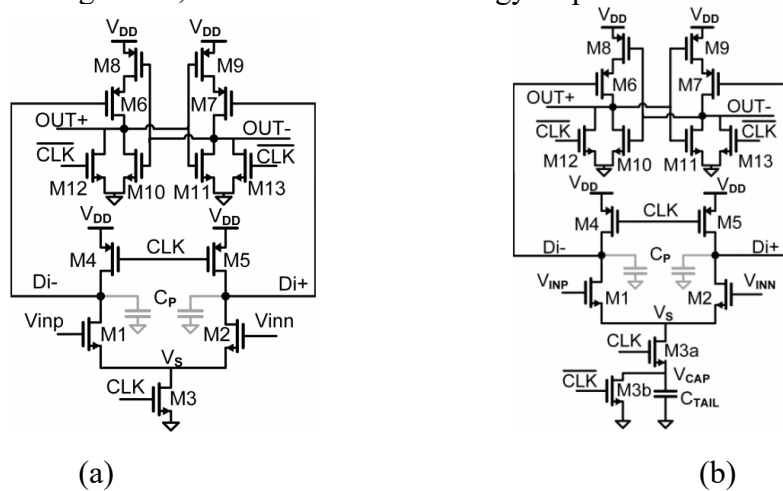 V_DD V_DD
M8 M9
M6 M7
OUT+ OUT-
CLK CLK
M12 M10 M11 M13
V_DD V_DD
M4 CLK M5
Di- C_P Di+
Vinp M1 M2 Vinn
V_S
CLK M3
(a)
V_DD V_DD
M8 M9
M6 M7
OUT+ OUT-
CLK CLK
M12 M10 M11 M13
V_DD V_DD
M4 CLK M5
Di- C_P Di+
V_INP M1 M2 V_INN
V_S
CLK M3a
V_CAP
CLK M3b C_TAIL
(b)